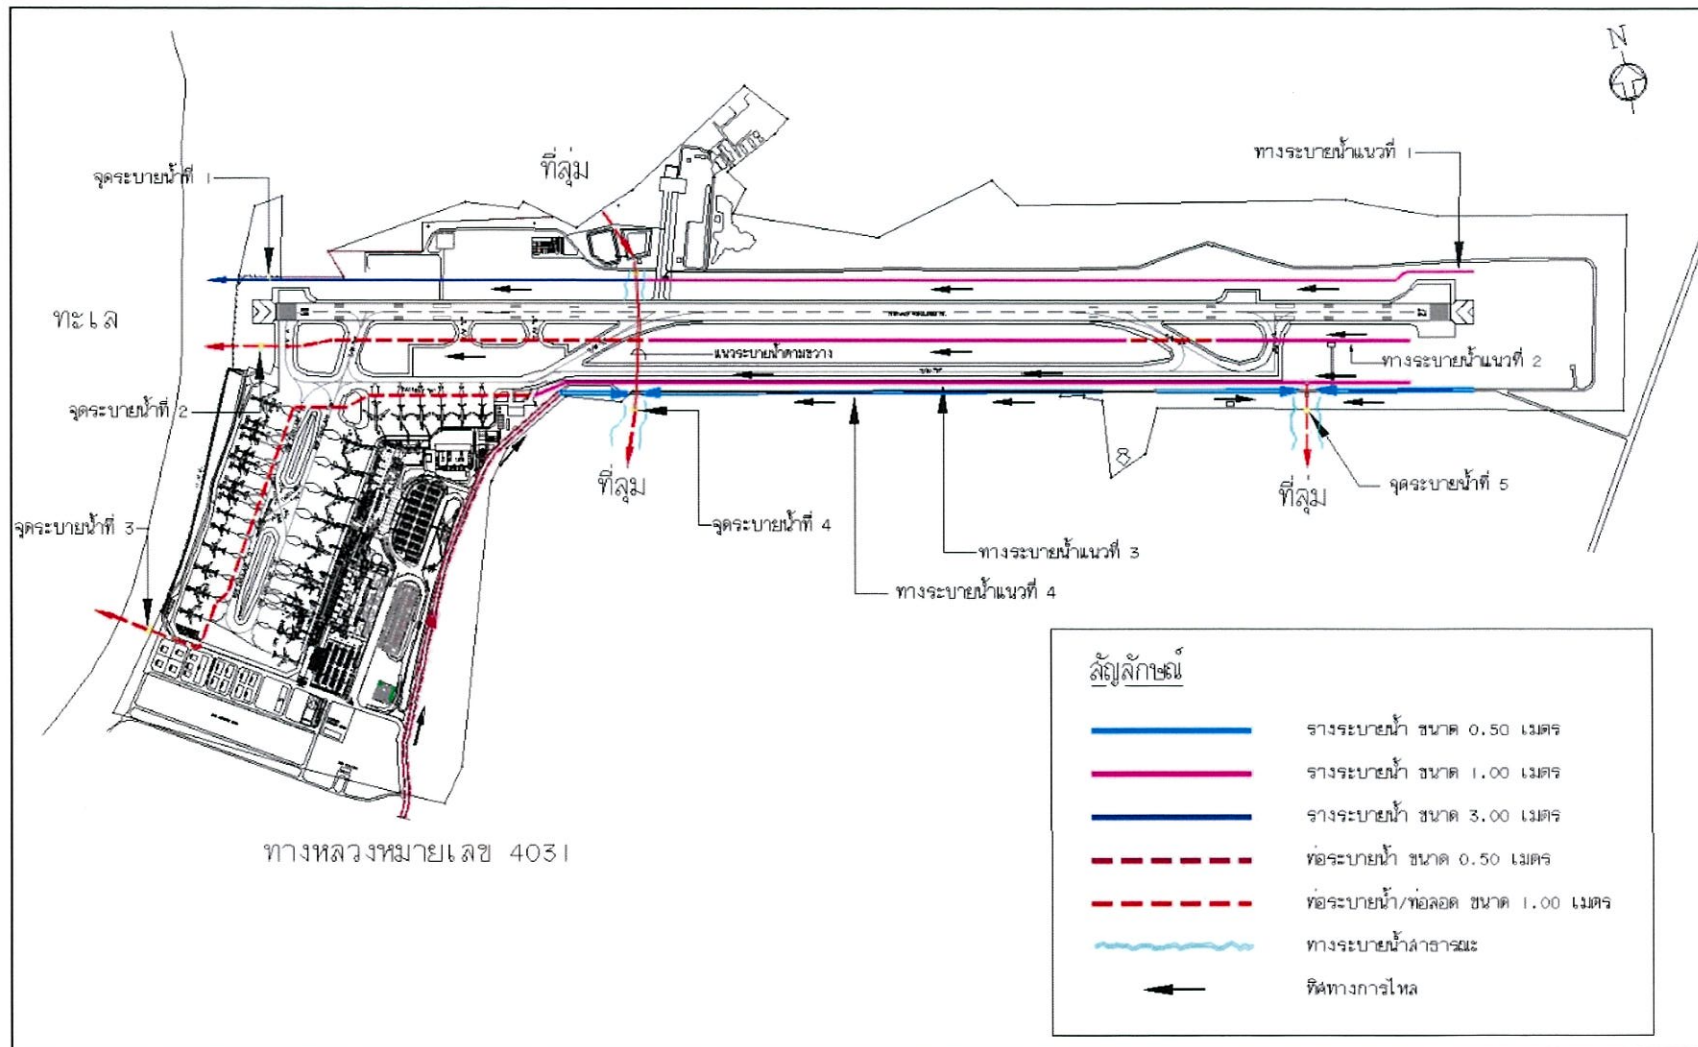 N
ทางระบายน้ำแนวที่ 1
ที่ลุ่ม
จุดระบายน้ำที่ 1
ทะเล
แนวระบายน้ำตามขวาง
ทางระบายน้ำแนวที่ 2
จุดระบายน้ำที่ 2
ที่ลุ่ม
ที่ลุ่ม
จุดระบายน้ำที่ 5
จุดระบายน้ำที่ 3
จุดระบายน้ำที่ 4
ทางระบายน้ำแนวที่ 3
ทางระบายน้ำแนวที่ 4
ทางหลวงหมายเลข 4031
สัญลักษณ์
รางระบายน้ำ ขนาด 0.50 เมตร
รางระบายน้ำ ขนาด 1.00 เมตร
รางระบายน้ำ ขนาด 3.00 เมตร
ท่อระบายน้ำ ขนาด 0.50 เมตร
ท่อระบายน้ำ/ท่อลอด ขนาด 1.00 เมตร
ทางระบายน้ำสาธารณะ
ทิศทางการไหล